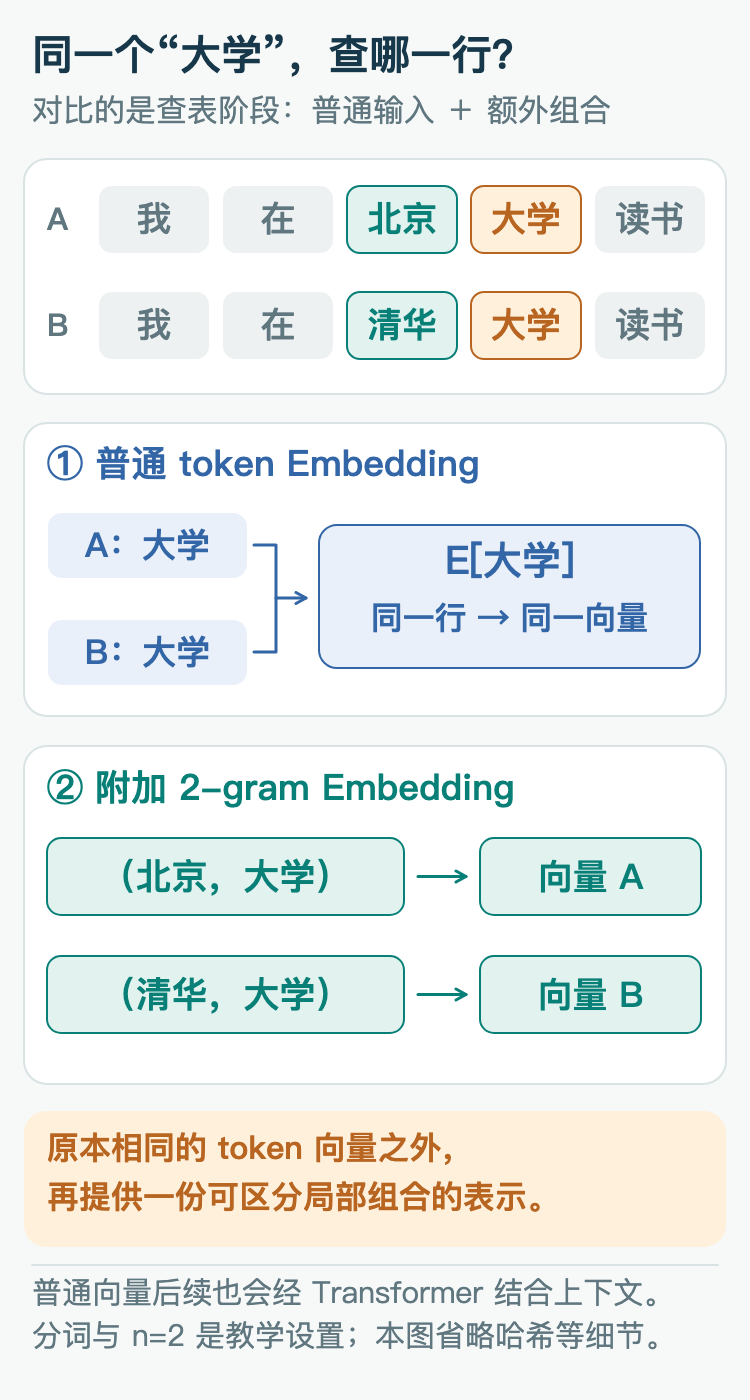 同一个“大学”，查哪一行？
对比的是查表阶段：普通输入 ＋ 额外组合
A 我 在 北京 大学 读书
B 我 在 清华 大学 读书
① 普通 token Embedding
A：大学
B：大学
E[大学]
同一行 → 同一向量
② 附加 2-gram Embedding
（北京，大学） → 向量 A
（清华，大学） → 向量 B
原本相同的 token 向量之外，
再提供一份可区分局部组合的表示。
普通向量后续也会经 Transformer 结合上下文。
分词与 n=2 是教学设置；本图省略哈希等细节。